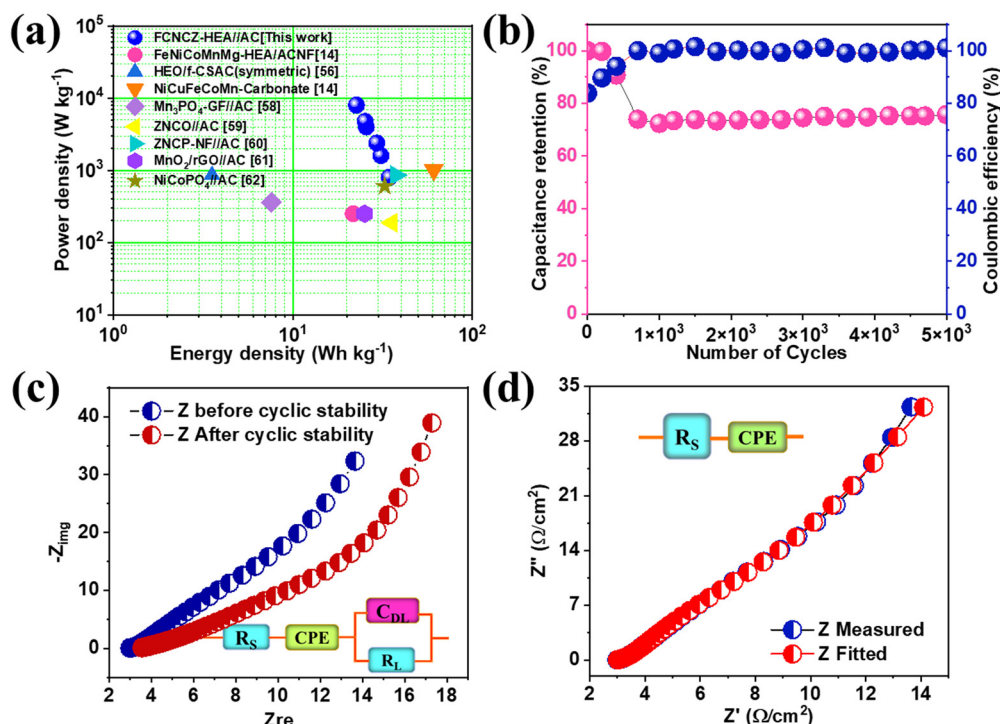 (a)
10⁵
10⁴
10³
10²
10¹
Power density (W kg⁻¹)
FCNCZ-HEA//AC[This work]
FeNiCoMnMg-HEA/ACNF[14]
HEO/f-CSAC(symmetric) [56]
NiCuFeCoMn-Carbonate [14]
Mn₃PO₄-GF//AC [58]
ZNCO//AC [59]
ZNCP-NF//AC [60]
MnO₂/rGO//AC [61]
NiCoPO₄//AC [62]
10⁰ 10¹ 10²
Energy density (Wh kg⁻¹)
(b)
Capacitance retention (%)
100
80
60
40
20
0
Coulombic efficiency (%)
100
80
60
40
20
0
0 1×10³ 2×10³ 3×10³ 4×10³ 5×10³
Number of Cycles
(c)
-Z_img
40
30
20
10
0
Z before cyclic stability
Z After cyclic stability
R_S CPE C_DL R_L
2 4 6 8 10 12 14 16 18
Zre
(d)
Z'' (Ω/cm²)
35
28
21
14
7
0
R_S CPE
Z Measured
Z Fitted
2 4 6 8 10 12 14
Z' (Ω/cm²)